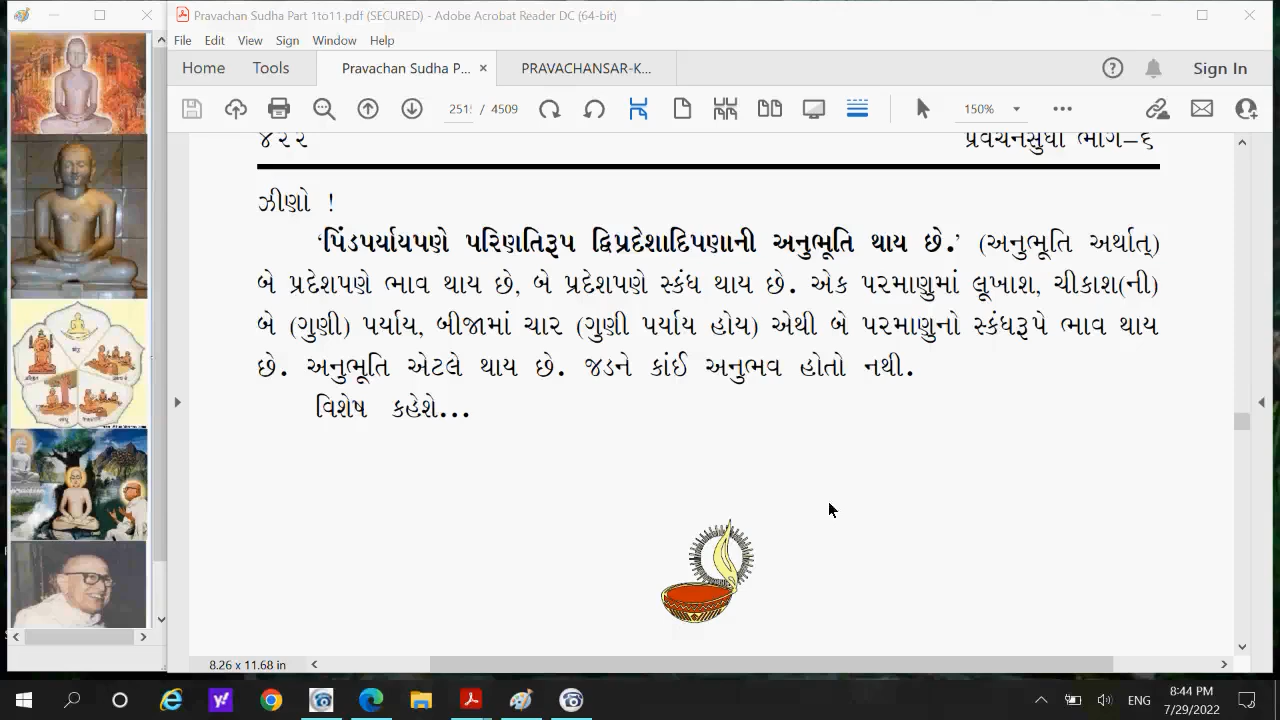 Pravachan Sudha Part 1to11.pdf (SECURED) - Adobe Acrobat Reader DC (64-bit)
File Edit View Sign Window Help
Home Tools Pravachan Sudha P... × PRAVACHANSAR-K... Sign In
251 / 4509 150%
૪૨૨ પ્રવચનસુધા ભાગ–૬
ઝીણો !
‘પિંડપર્યાયપણે પરિણતિરૂપ દ્વિપ્રદેશાદિપણાની અનુભૂતિ થાય છે.’ (અનુભૂતિ અર્થાત્)
બે પ્રદેશપણે ભાવ થાય છે, બે પ્રદેશપણે સ્કંધ થાય છે. એક પરમાણુમાં લૂખાશ, ચીકાશ(ની)
બે (ગુણી) પર્યાય, બીજામાં ચાર (ગુણી પર્યાય હોય) એથી બે પરમાણુનો સ્કંધરૂપે ભાવ થાય
છે. અનુભૂતિ એટલે થાય છે. જડને કાંઈ અનુભવ હોતો નથી.
વિશેષ કહેશે...
8.26 x 11.68 in
ENG
8:44 PM
7/29/2022